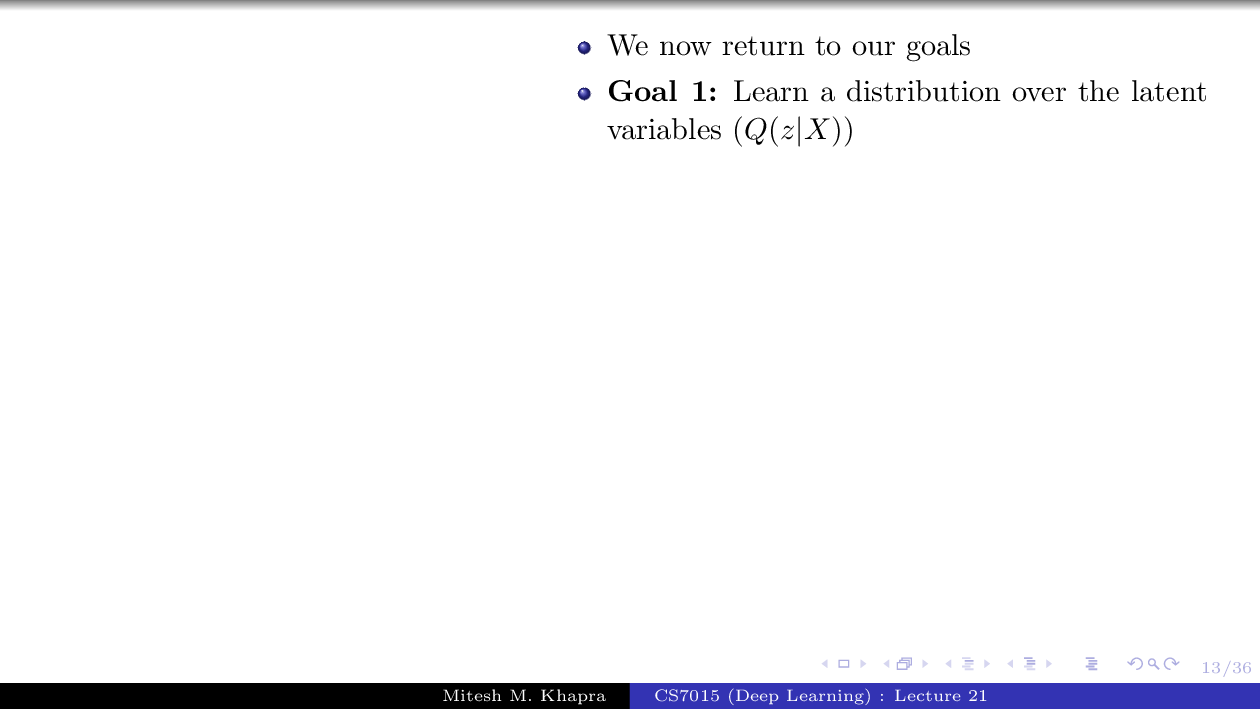 We now return to our goals
Goal 1: Learn a distribution over the latent
variables (Q(z|X))
13/36
Mitesh M. Khapra
CS7015 (Deep Learning) : Lecture 21